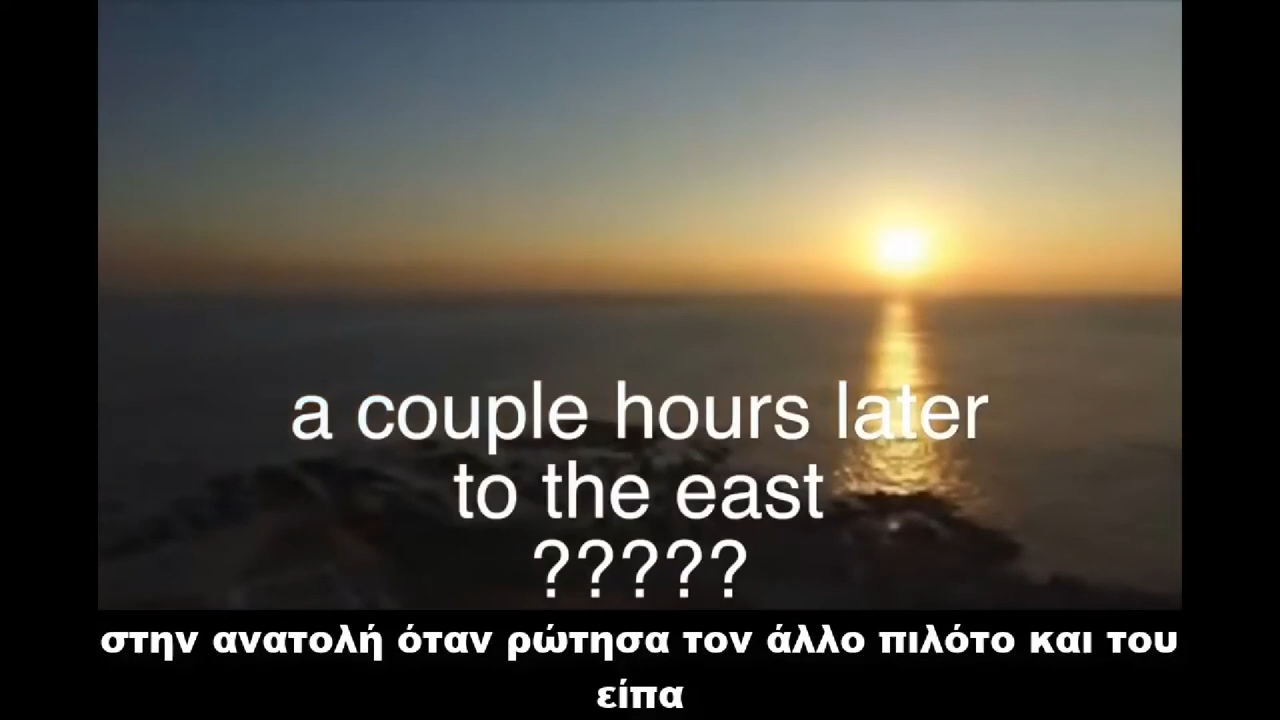 a couple hours later
to the east
?????
στην ανατολή όταν ρώτησα τον άλλο πιλότο και του
είπα